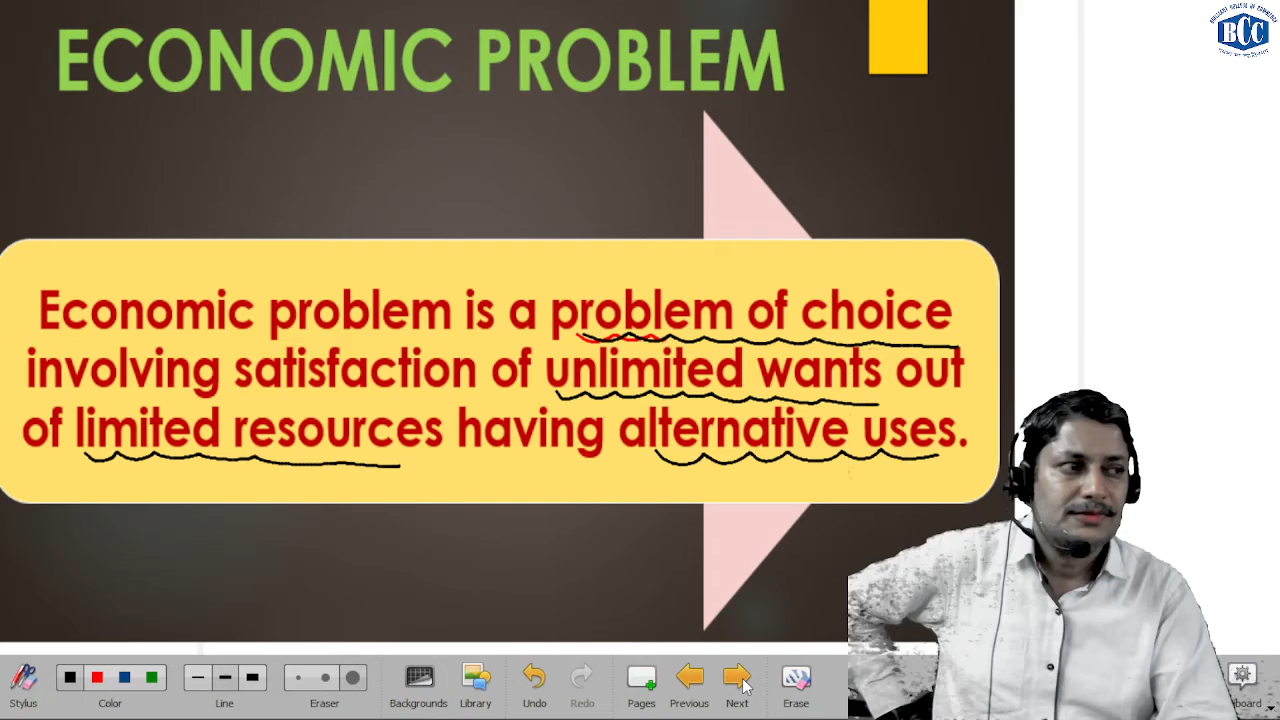 ECONOMIC PROBLEM
BCC
Economic problem is a problem of choice
involving satisfaction of unlimited wants out
of limited resources having alternative uses.
Stylus
Color
Line
Eraser
Backgrounds
Library
Undo
Redo
Pages
Previous
Next
Erase
board